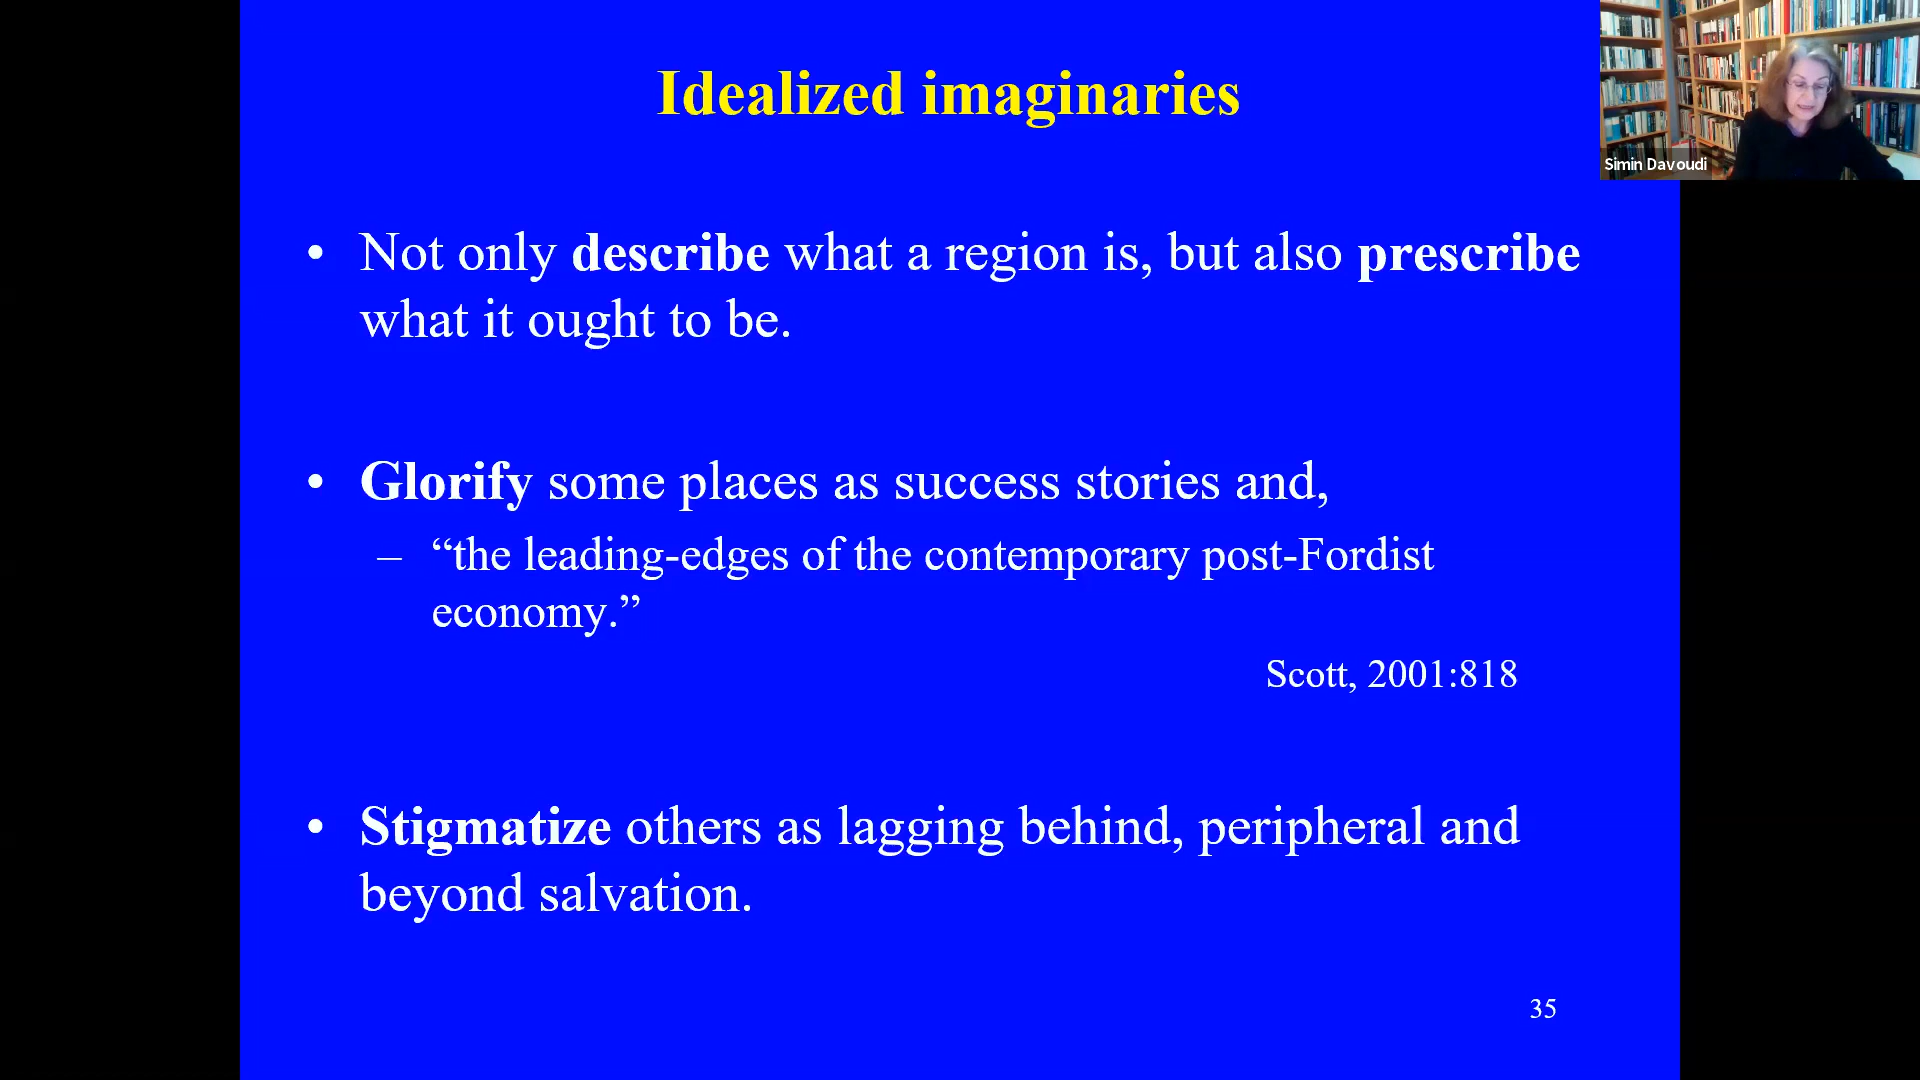 Idealized imaginaries
Simin Davoudi
• Not only describe what a region is, but also prescribe
what it ought to be.
• Glorify some places as success stories and,
– “the leading-edges of the contemporary post-Fordist
economy.”
Scott, 2001:818
• Stigmatize others as lagging behind, peripheral and
beyond salvation.
35